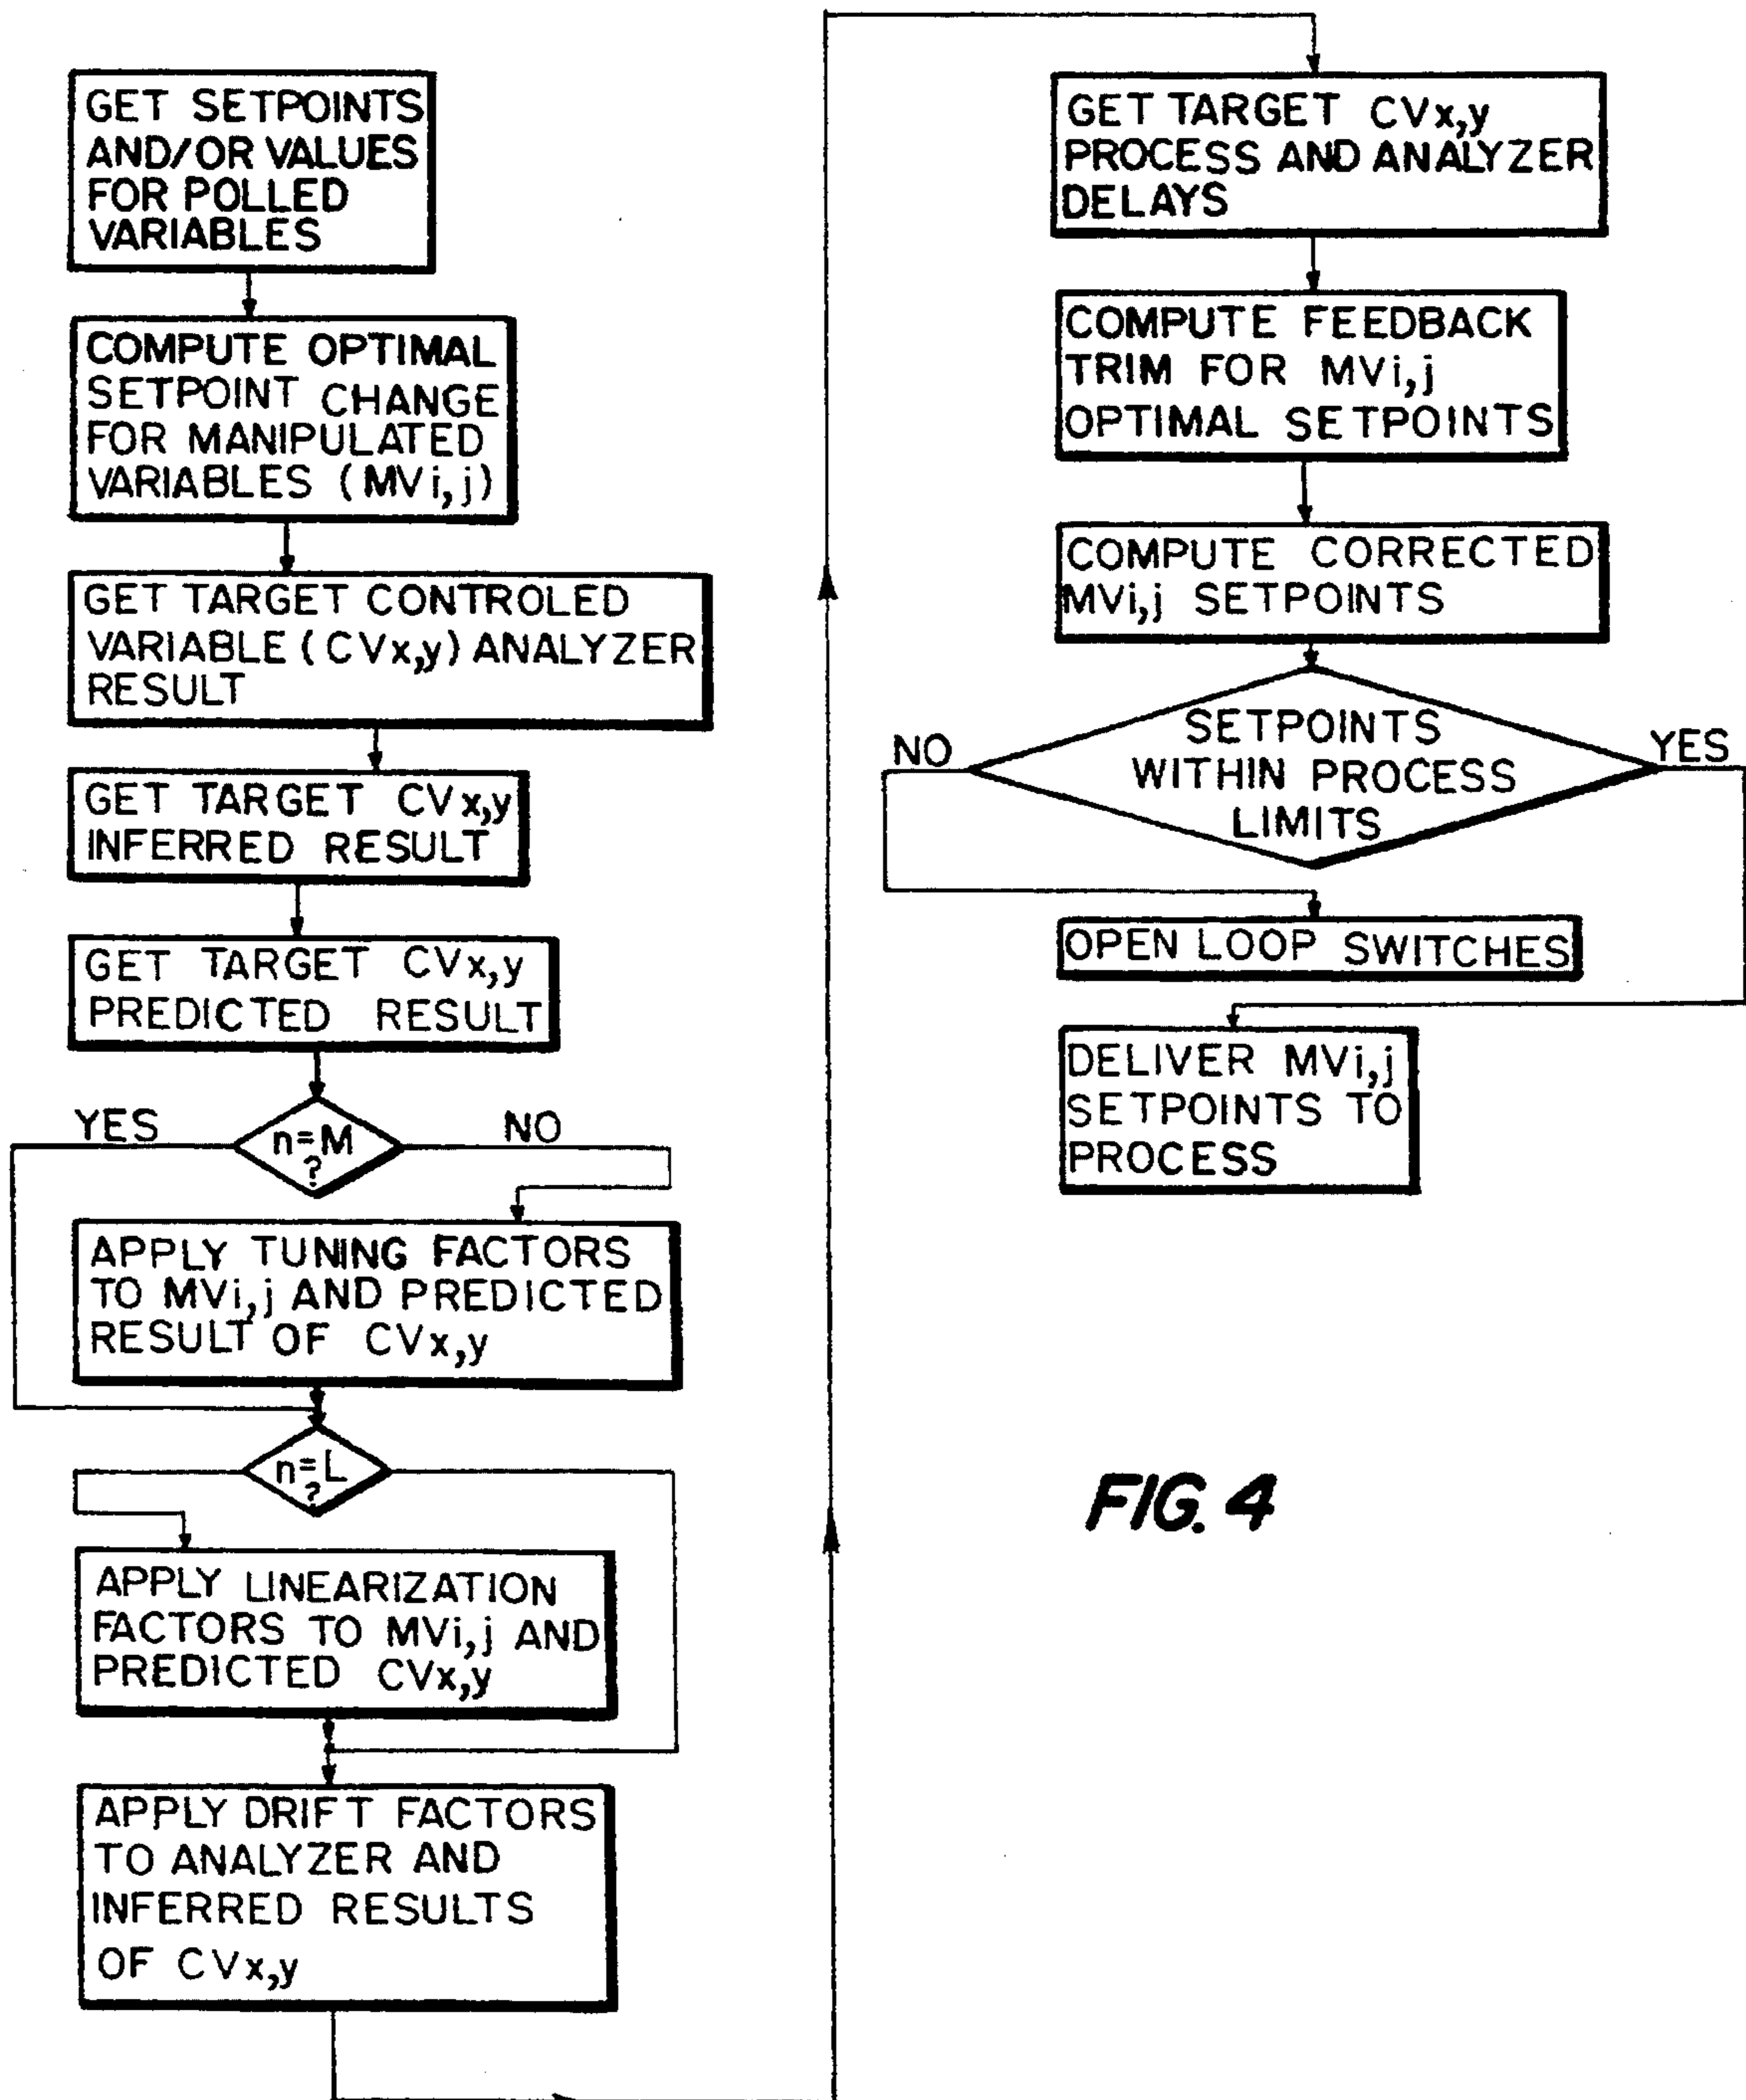 GET SETPOINTS
AND/OR VALUES
FOR POLLED
VARIABLES
COMPUTE OPTIMAL
SETPOINT CHANGE
FOR MANIPULATED
VARIABLES (MVi,j)
GET TARGET CONTROLED
VARIABLE (CVx,y) ANALYZER
RESULT
GET TARGET CVx,y
INFERRED RESULT
GET TARGET CVx,y
PREDICTED RESULT
YES
n=M
?
NO
APPLY TUNING FACTORS
TO MVi,j AND PREDICTED
RESULT OF CVx,y
n=L
?
APPLY LINEARIZATION
FACTORS TO MVi,j AND
PREDICTED CVx,y
APPLY DRIFT FACTORS
TO ANALYZER AND
INFERRED RESULTS
OF CVx,y
GET TARGET CVx,y
PROCESS AND ANALYZER
DELAYS
COMPUTE FEEDBACK
TRIM FOR MVi,j
OPTIMAL SETPOINTS
COMPUTE CORRECTED
MVi,j SETPOINTS
NO
SETPOINTS
WITHIN PROCESS
LIMITS
YES
OPEN LOOP SWITCHES
DELIVER MVi,j
SETPOINTS TO
PROCESS
FIG. 4